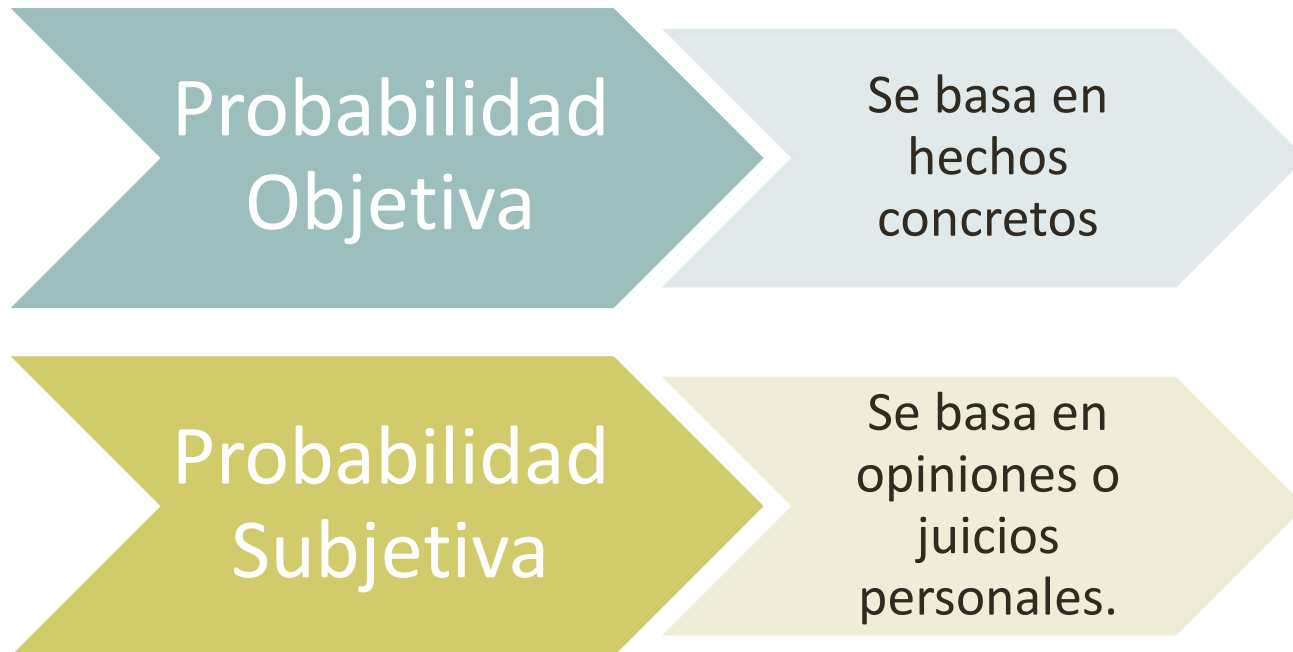 Probabilidad
Objetiva
Se basa en
hechos
concretos
Probabilidad
Subjetiva
Se basa en
opiniones o
juicios
personales.